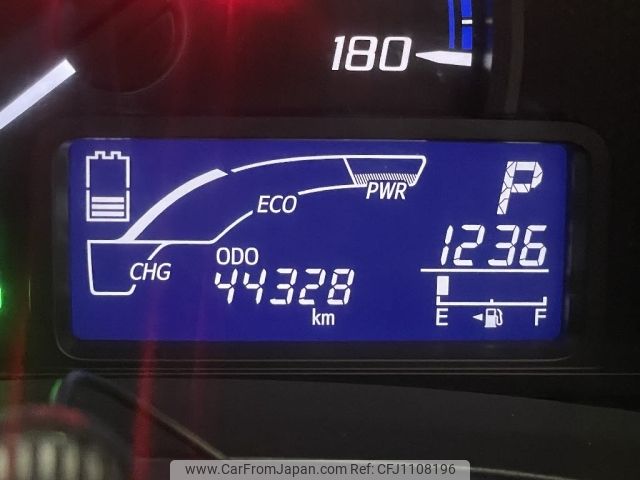 180
P
PWR
ECO
1236
ODO
CHG
44328
km
E F
www.CarFromJapan.com Ref:CFJ1108196